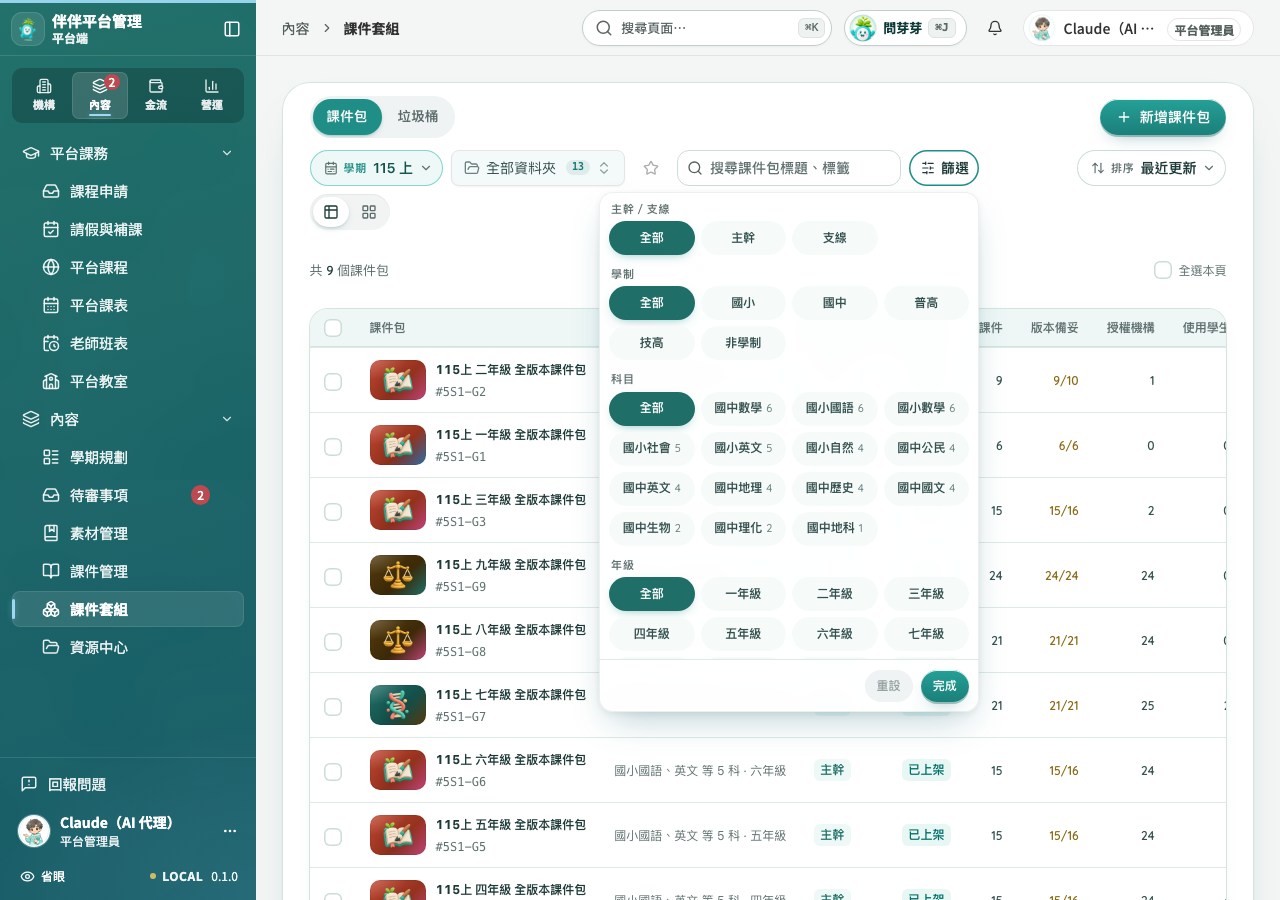 伴伴平台管理
平台端
機構
內容
2
金流
營運
平台課務
課程申請
請假與補課
平台課程
平台課表
老師班表
平台教室
內容
學期規劃
待審事項 2
素材管理
課件管理
課件套組
資源中心
回報問題
Claude（AI 代理）
平台管理員
省眼 LOCAL 0.1.0
內容 課件套組
搜尋頁面… ⌘K
問芽芽 ⌘J
Claude（AI … 平台管理員
課件包 垃圾桶
新增課件包
學期 115 上
全部資料夾 13
搜尋課件包標題、標籤
篩選
排序 最近更新
共 9 個課件包
全選本頁
主幹 / 支線
全部 主幹 支線
學制
全部 國小 國中 普高
技高 非學制
科目
全部 國中數學 6 國小國語 6 國小數學 6
國小社會 5 國小英文 5 國小自然 4 國中公民 4
國中英文 4 國中地理 4 國中歷史 4 國中國文 4
國中生物 2 國中理化 2 國中地科 1
年級
全部 一年級 二年級 三年級
四年級 五年級 六年級 七年級
重設 完成
課件包 課件 版本備妥 授權機構 使用學生
115上 二年級 全版本課件包 9 9/10 1
#5S1-G2
115上 一年級 全版本課件包 6 6/6 0
#5S1-G1
115上 三年級 全版本課件包 15 15/16 2
#5S1-G3
115上 九年級 全版本課件包 24 24/24 24
#5S1-G9
115上 八年級 全版本課件包 21 21/21 24
#5S1-G8
115上 七年級 全版本課件包 21 21/21 25
#5S1-G7
115上 六年級 全版本課件包 國小國語、英文 等 5 科 · 六年級 主幹 已上架 15 15/16 24
#5S1-G6
115上 五年級 全版本課件包 國小國語、英文 等 5 科 · 五年級 主幹 已上架 15 15/16 24
#5S1-G5
115上 四年級 全版本課件包 國小國語、英文 等 5 科 · 四年級 主幹 已上架 15 15/16 24